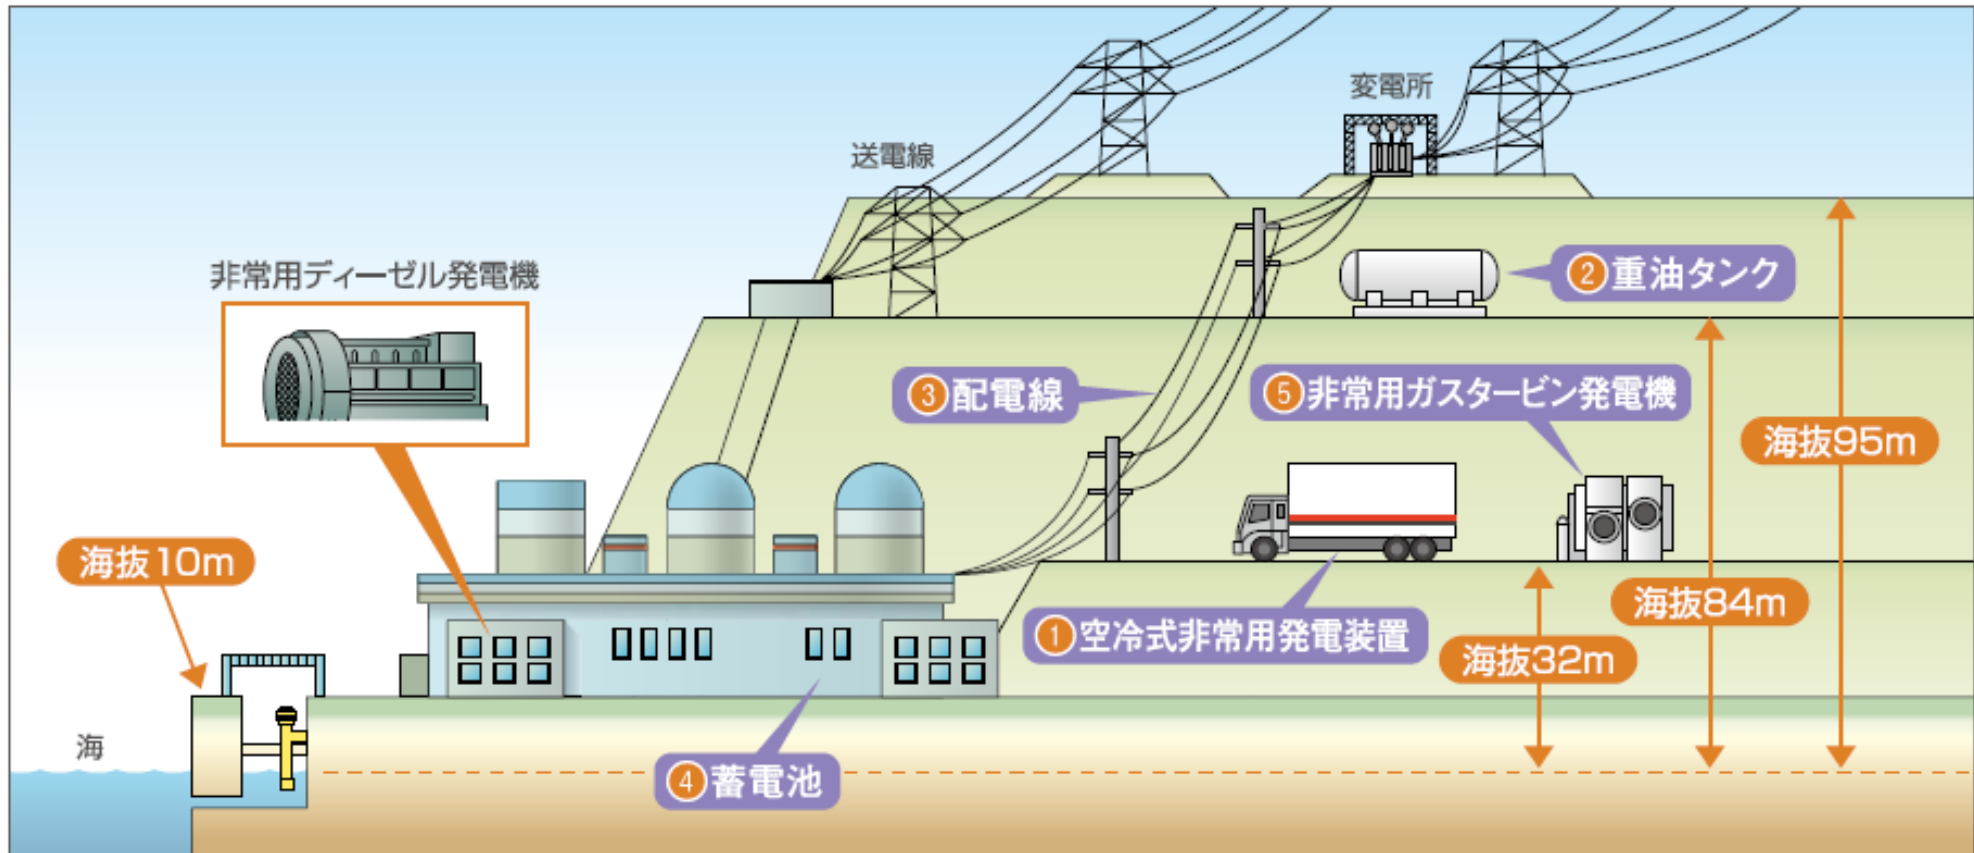 変電所
送電線
非常用ディーゼル発電機
②重油タンク
③配電線
⑤非常用ガスタービン発電機
海抜95m
海抜10m
海抜84m
①空冷式非常用発電装置
海抜32m
海
④蓄電池